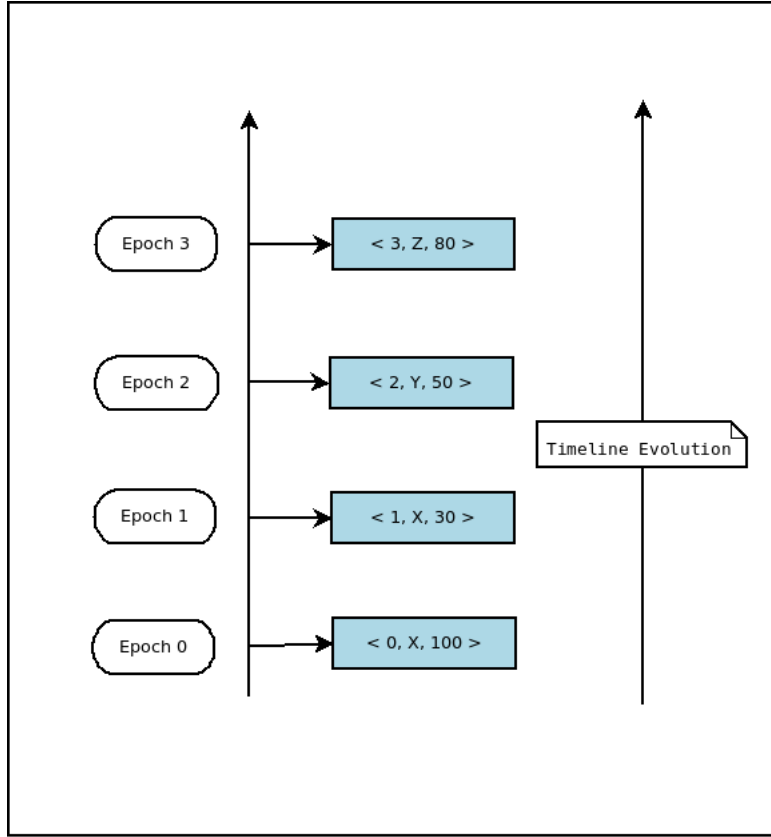 Epoch 3
< 3, Z, 80 >
Epoch 2
< 2, Y, 50 >
Timeline Evolution
Epoch 1
< 1, X, 30 >
Epoch 0
< 0, X, 100 >